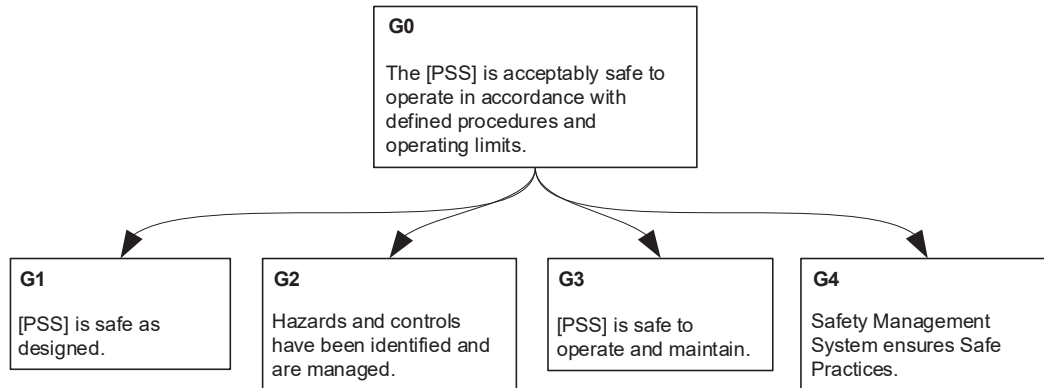 G0
The [PSS] is acceptably safe to
operate in accordance with
defined procedures and
operating limits.
G1
[PSS] is safe as
designed.
G2
Hazards and controls
have been identified and
are managed.
G3
[PSS] is safe to
operate and maintain.
G4
Safety Management
System ensures Safe
Practices.